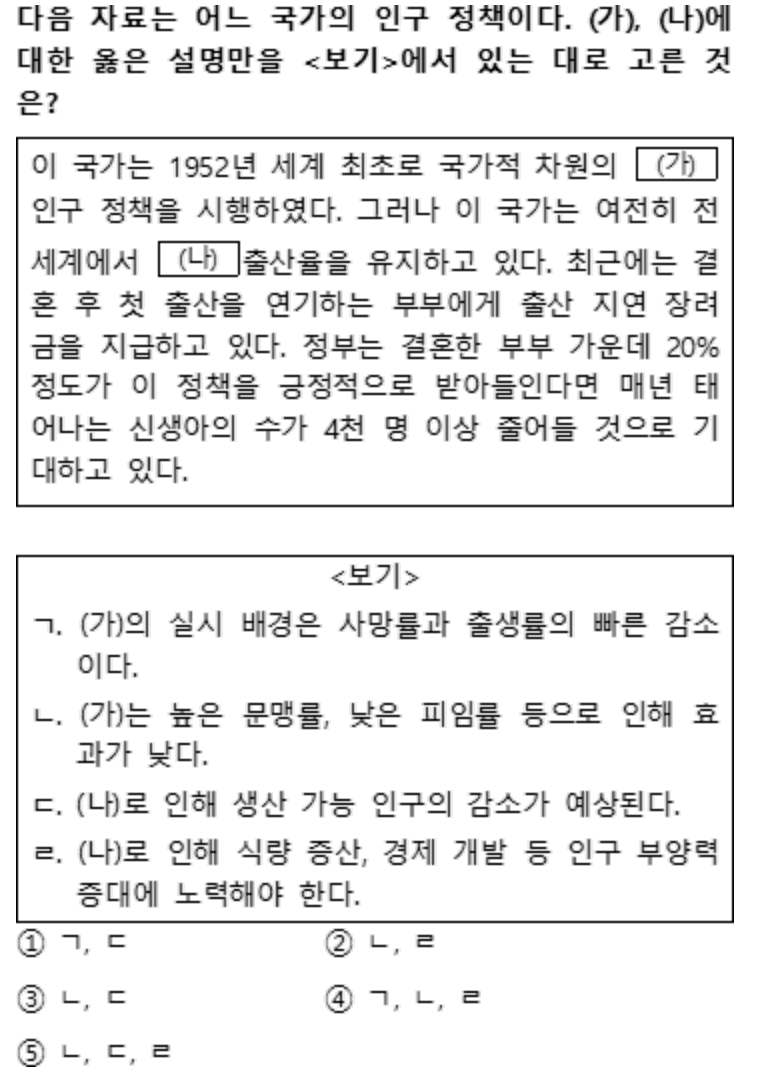 다음 자료는 어느 국가의 인구 정책이다. (가), (나)에
대한 옳은 설명만을 <보기>에서 있는 대로 고른 것
은?
이 국가는 1952년 세계 최초로 국가적 차원의 (가)
인구 정책을 시행하였다. 그러나 이 국가는 여전히 전
세계에서 (나) 출산율을 유지하고 있다. 최근에는 결
혼 후 첫 출산을 연기하는 부부에게 출산 지연 장려
금을 지급하고 있다. 정부는 결혼한 부부 가운데 20%
정도가 이 정책을 긍정적으로 받아들인다면 매년 태
어나는 신생아의 수가 4천 명 이상 줄어들 것으로 기
대하고 있다.
<보기>
ㄱ. (가)의 실시 배경은 사망률과 출생률의 빠른 감소
이다.
ㄴ. (가)는 높은 문맹률, 낮은 피임률 등으로 인해 효
과가 낮다.
ㄷ. (나)로 인해 생산 가능 인구의 감소가 예상된다.
ㄹ. (나)로 인해 식량 증산, 경제 개발 등 인구 부양력
증대에 노력해야 한다.
① ㄱ, ㄷ ② ㄴ, ㄹ
③ ㄴ, ㄷ ④ ㄱ, ㄴ, ㄹ
⑤ ㄴ, ㄷ, ㄹ